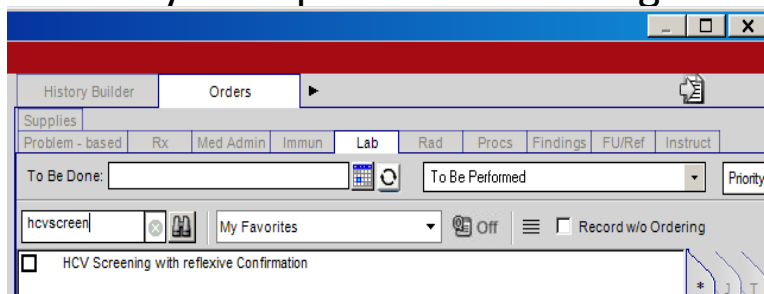 History Builder Orders
Supplies
Problem - based Rx Med Admin Immun Lab Rad Procs Findings FU/Ref Instruct
To Be Done: To Be Performed Priority
hcvscreen My Favorites Off Record w/o Ordering
HCV Screening with reflexive Confirmation
* J T